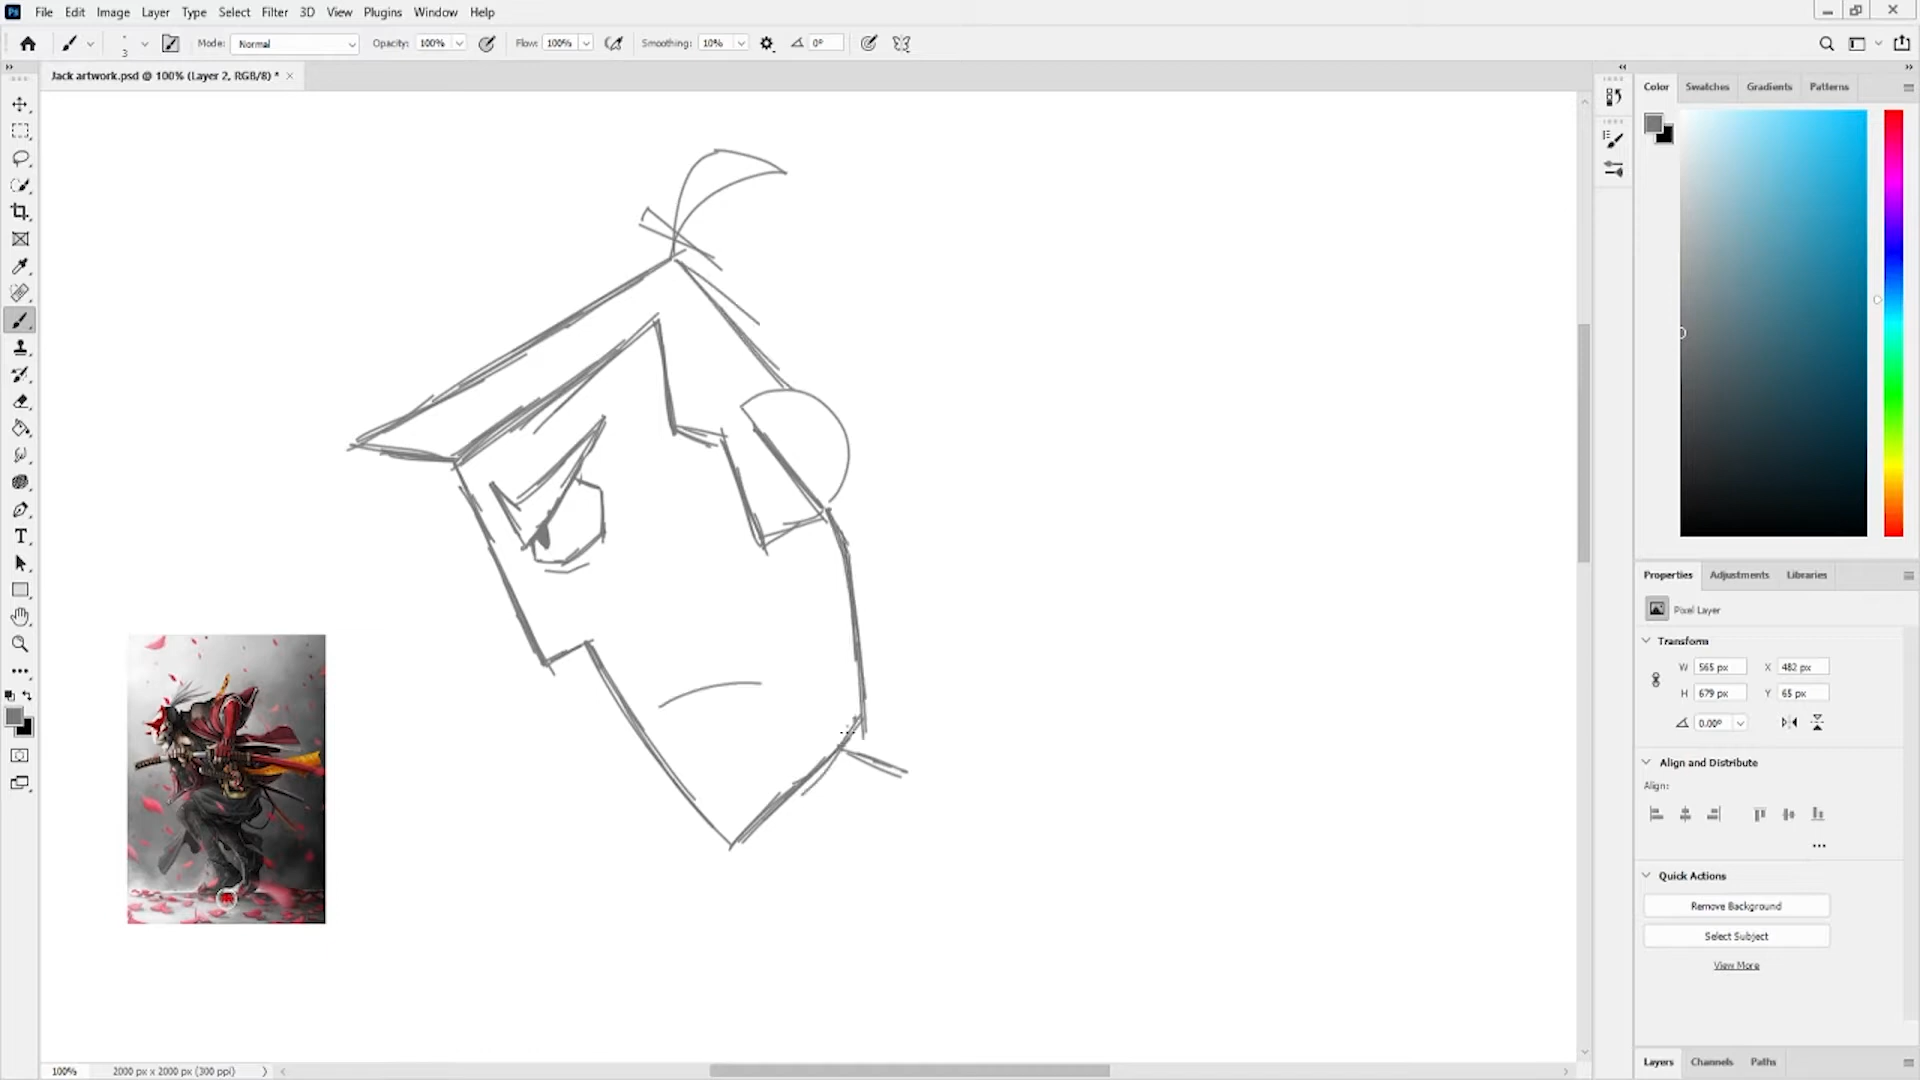 Ps File Edit Image Layer Type Select Filter 3D View Plugins Window Help
3 Mode: Normal Opacity: 100% Flow: 100% Smoothing: 10% 0°
Jack artwork.psd @ 100% (Layer 2, RGB/8) * ×
Color Swatches Gradients Patterns
Properties Adjustments Libraries
Pixel Layer
Transform
W 565 px X 482 px
H 679 px Y 65 px
0.00°
Align and Distribute
Align:
Quick Actions
Remove Background
Select Subject
View More
Layers Channels Paths
100% 2000 px x 2000 px (300 ppi)